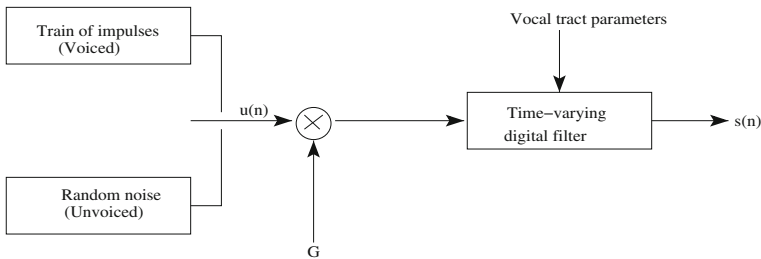 Train of impulses
(Voiced)
Vocal tract parameters
u(n)
Time−varying
digital filter
s(n)
Random noise
(Unvoiced)
G